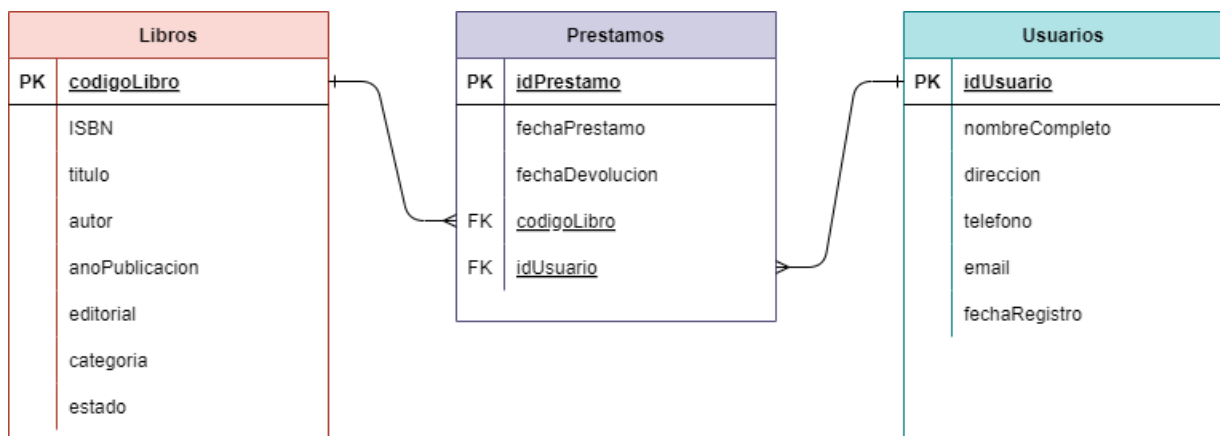 Libros
PK codigoLibro
ISBN
titulo
autor
anoPublicacion
editorial
categoria
estado
Prestamos
PK idPrestamo
fechaPrestamo
fechaDevolucion
FK codigoLibro
FK idUsuario
Usuarios
PK idUsuario
nombreCompleto
direccion
telefono
email
fechaRegistro